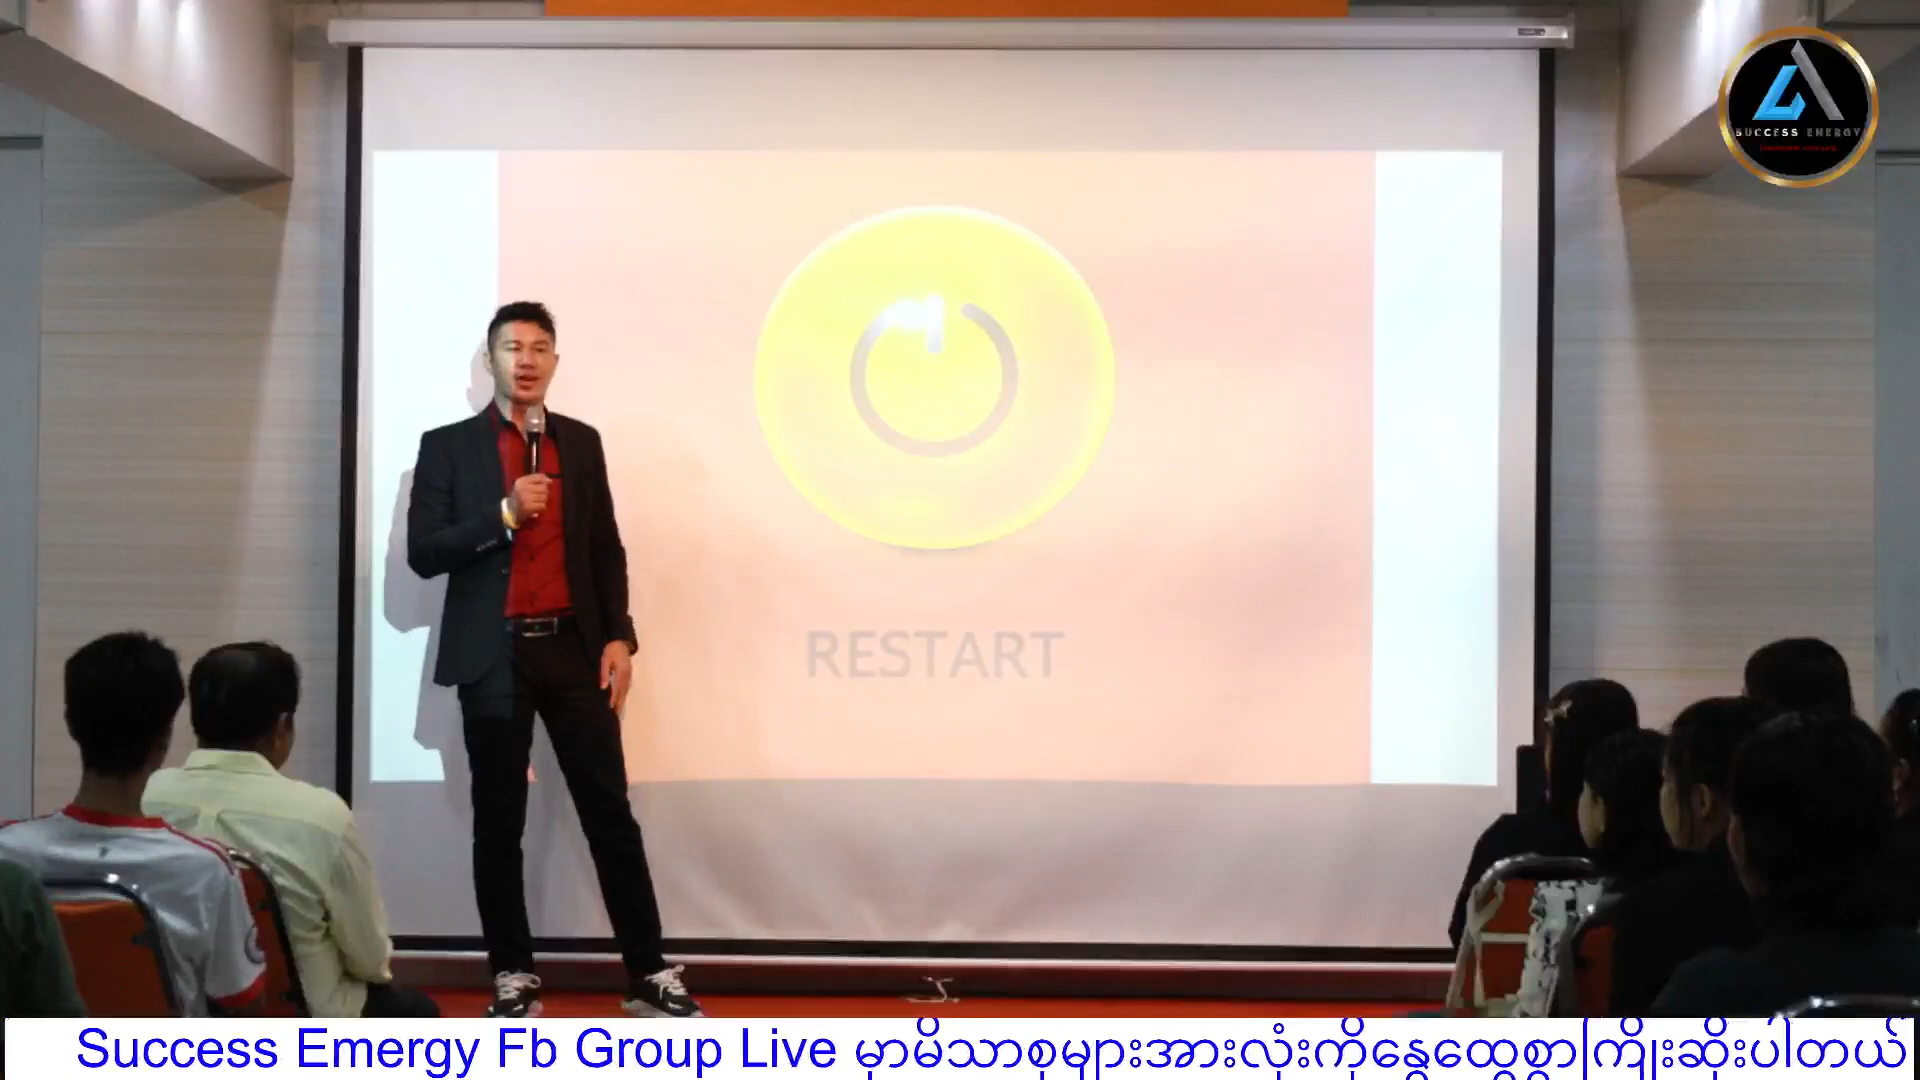 SUCCESS ENERGY
RESTART
Success Emergy Fb Group Live မှာမိသာစုများအားလုံးကိုနွေထွေစွာကြိုးဆိုးပါတယ်